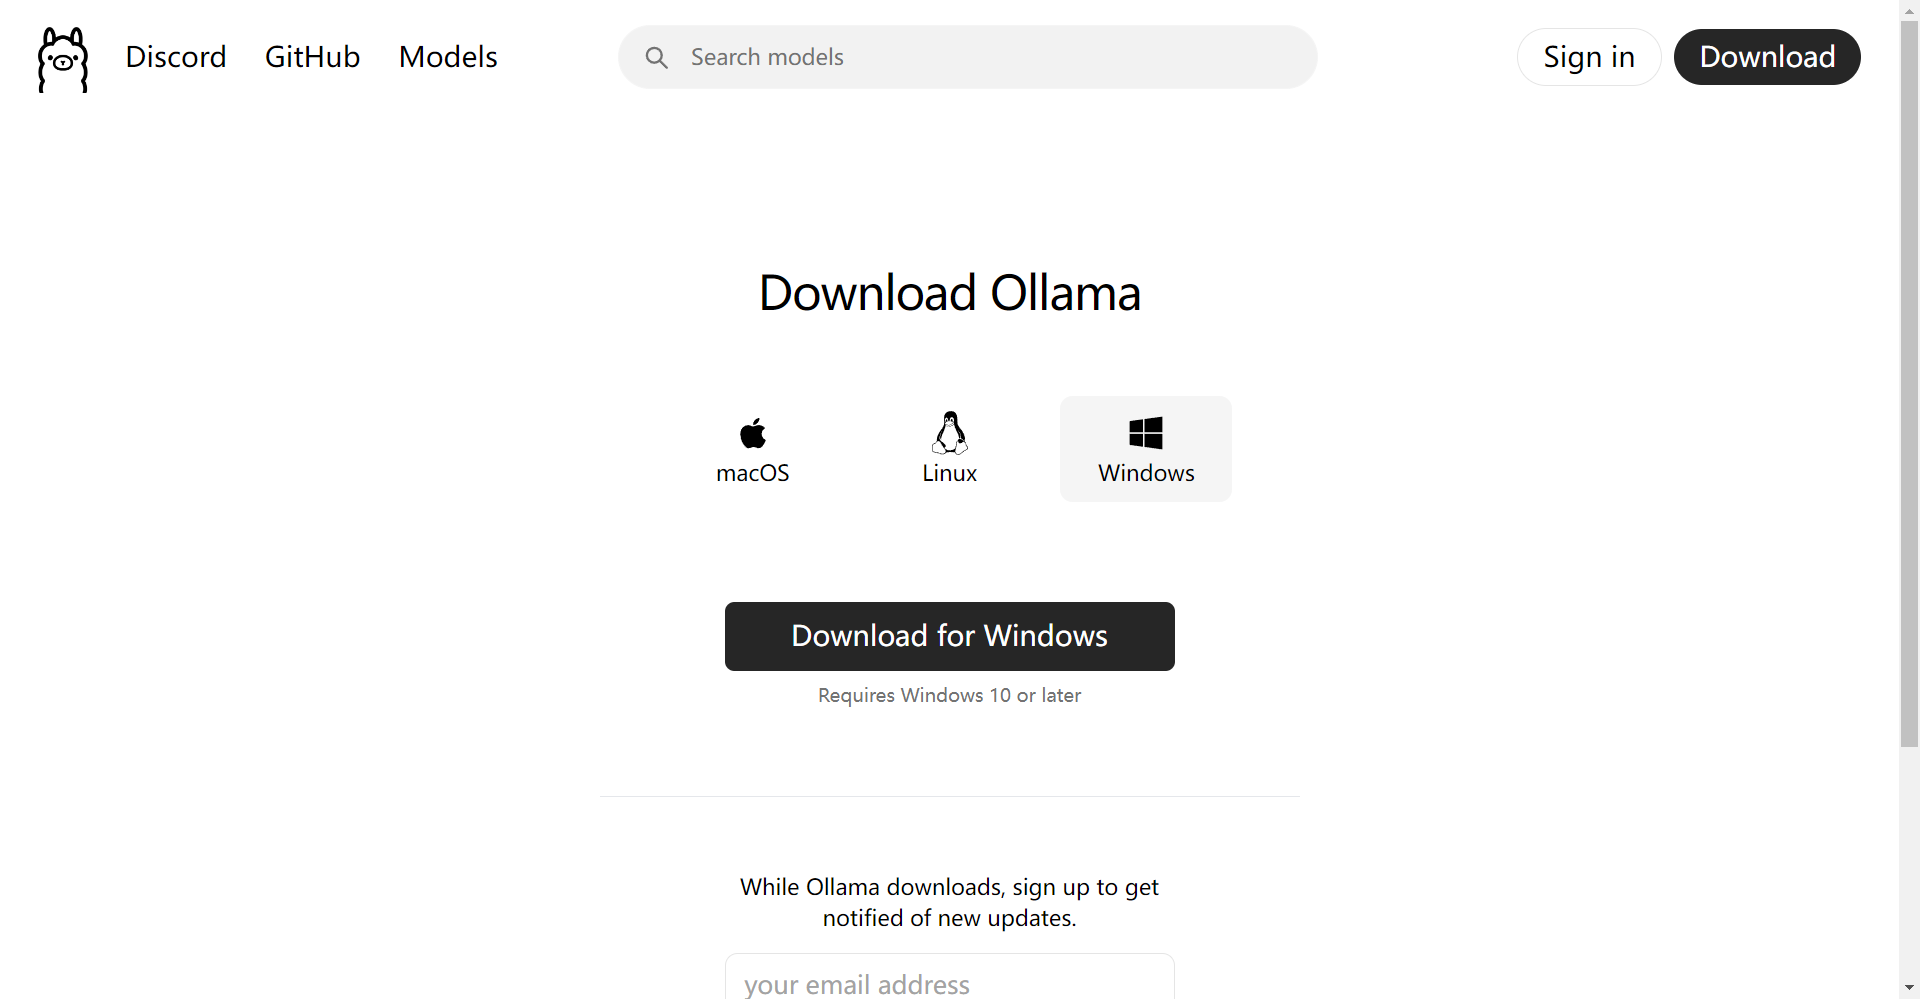 Discord GitHub Models Search models Sign in Download
Download Ollama
macOS Linux Windows
Download for Windows
Requires Windows 10 or later
While Ollama downloads, sign up to get
notified of new updates.
your email address